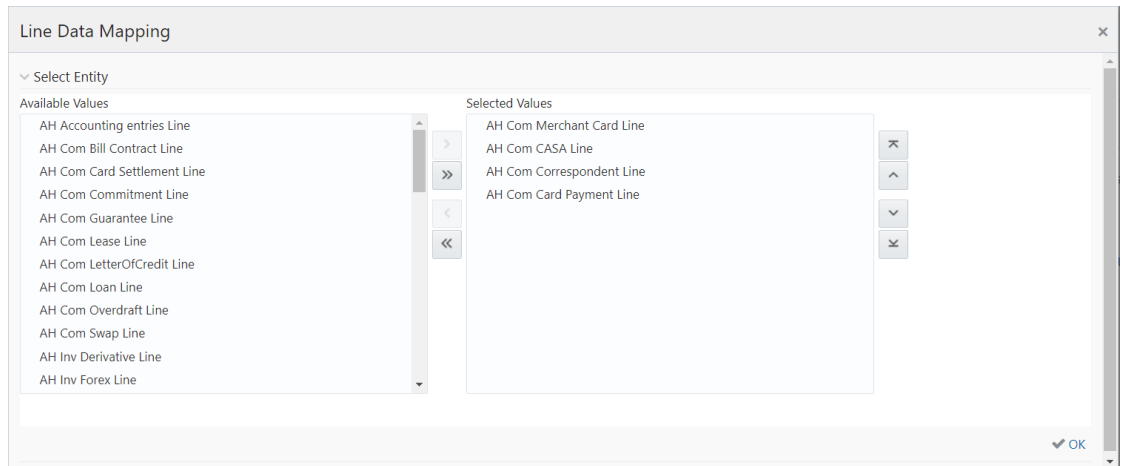 Line Data Mapping
Select Entity
Available Values
AH Accounting entries Line
AH Com Bill Contract Line
AH Com Card Settlement Line
AH Com Commitment Line
AH Com Guarantee Line
AH Com Lease Line
AH Com LetterOfCredit Line
AH Com Loan Line
AH Com Overdraft Line
AH Com Swap Line
AH Inv Derivative Line
AH Inv Forex Line
Selected Values
AH Com Merchant Card Line
AH Com CASA Line
AH Com Correspondent Line
AH Com Card Payment Line
OK